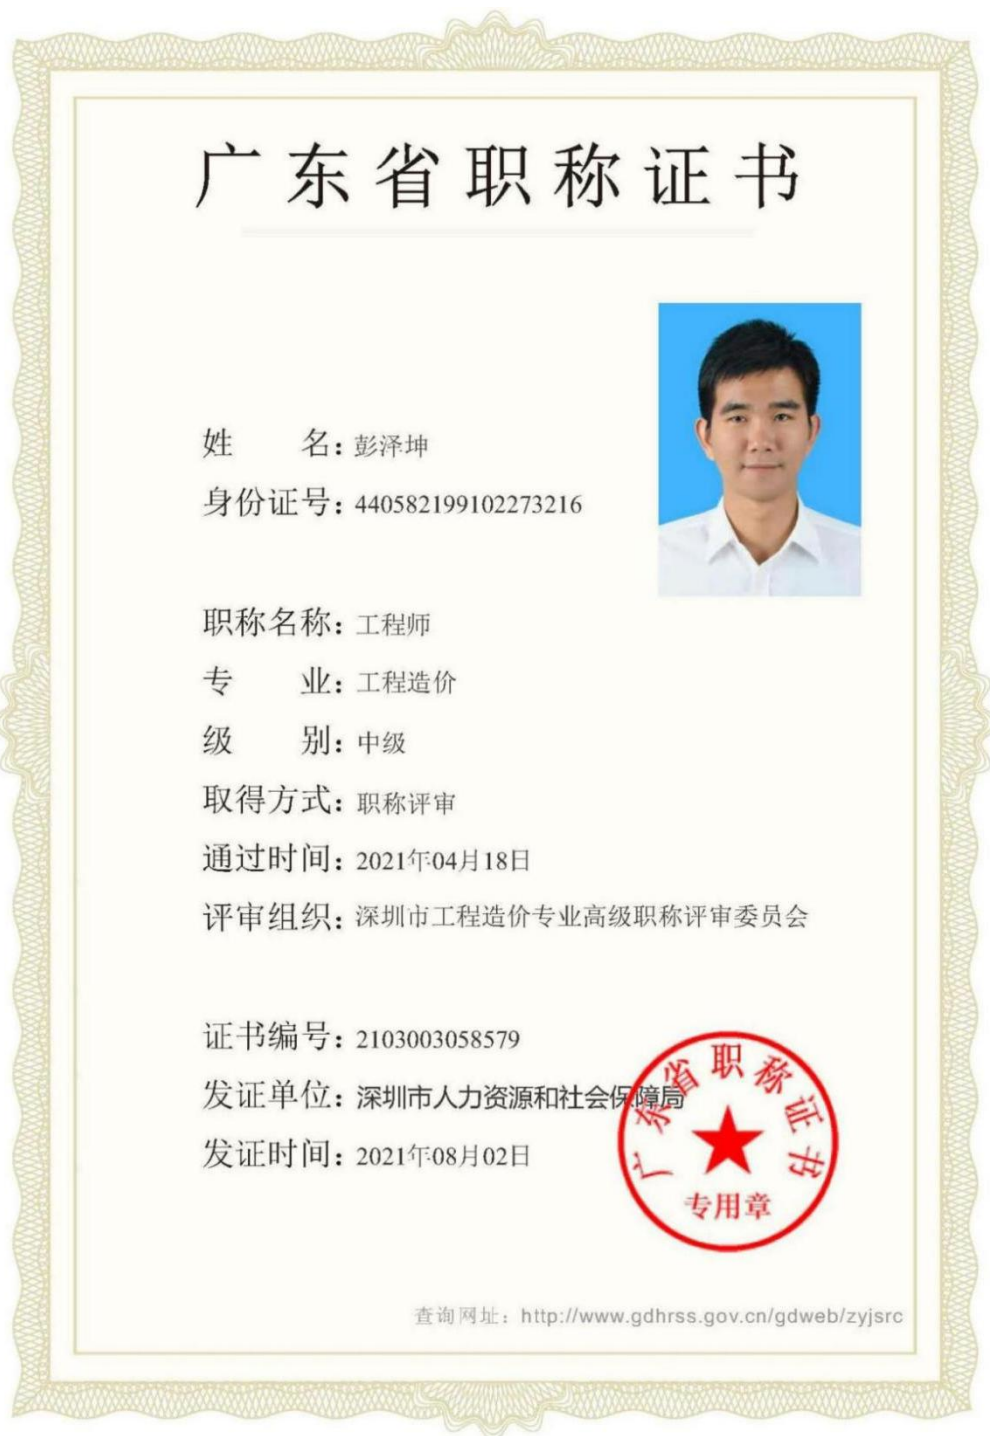 广东省职称证书
姓 名：彭泽坤
身份证号：440582199102273216
职称名称：工程师
专 业：工程造价
级 别：中级
取得方式：职称评审
通过时间：2021年04月18日
评审组织：深圳市工程造价专业高级职称评审委员会
证书编号：2103003058579
发证单位：深圳市人力资源和社会保障局
发证时间：2021年08月02日
广东省职称证书
专用章
查询网址：http://www.gdhrss.gov.cn/gdweb/zyjsrc